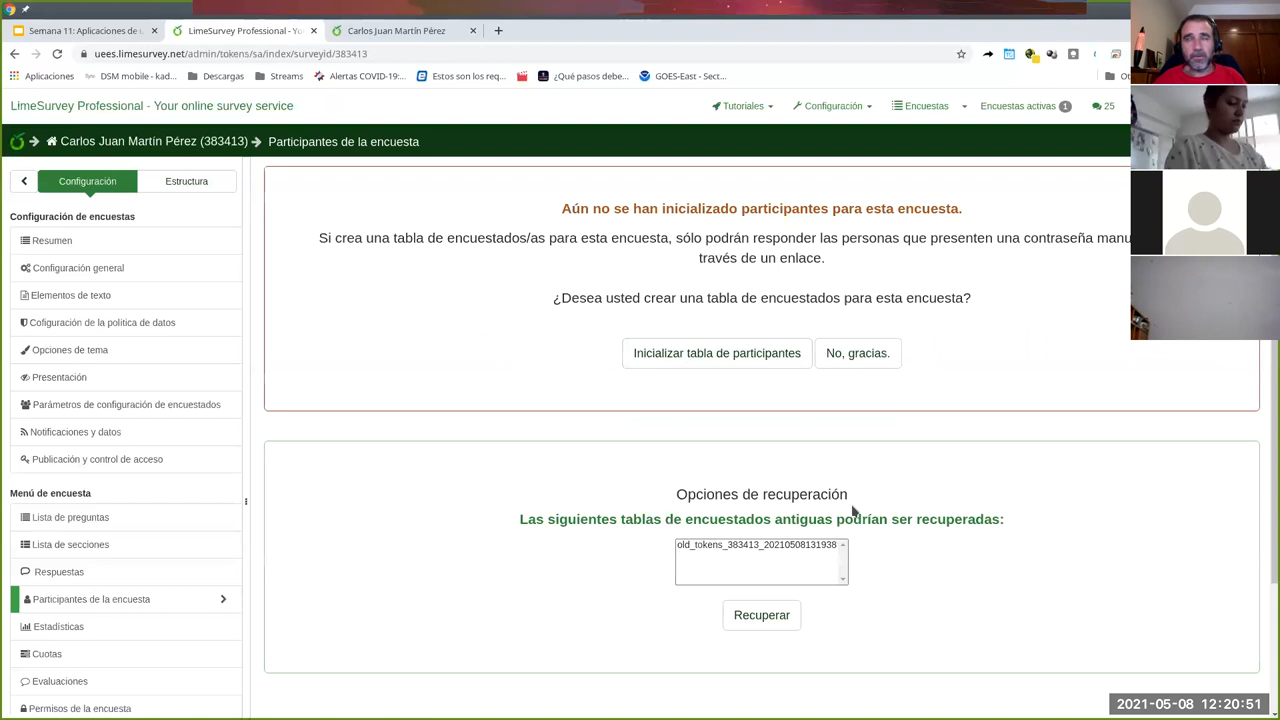 Semana 11: Aplicaciones de
LimeSurvey Professional - Yo
Carlos Juan Martín Pérez
uees.limesurvey.net/admin/tokens/sa/index/surveyid/383413
Aplicaciones
DSM mobile - kad...
Descargas
Streams
Alertas COVID-19:...
Estos son los req...
¿Qué pasos debe...
GOES-East - Sect...
LimeSurvey Professional - Your online survey service
Tutoriales
Configuración
Encuestas
Encuestas activas 1
25
Carlos Juan Martín Pérez (383413)
Participantes de la encuesta
Configuración
Estructura
Configuración de encuestas
Resumen
Configuración general
Elementos de texto
Cofiguración de la politica de datos
Opciones de tema
Presentación
Parámetros de configuración de encuestados
Notificaciones y datos
Publicación y control de acceso
Menú de encuesta
Lista de preguntas
Lista de secciones
Respuestas
Participantes de la encuesta
Estadísticas
Cuotas
Evaluaciones
Permisos de la encuesta
Aún no se han inicializado participantes para esta encuesta.
Si crea una tabla de encuestados/as para esta encuesta, sólo podrán responder las personas que presenten una contraseña manu
través de un enlace.
¿Desea usted crear una tabla de encuestados para esta encuesta?
Inicializar tabla de participantes
No, gracias.
Opciones de recuperación
Las siguientes tablas de encuestados antiguas podrían ser recuperadas:
old_tokens_383413_20210508131938
Recuperar
2021-05-08 12:20:51